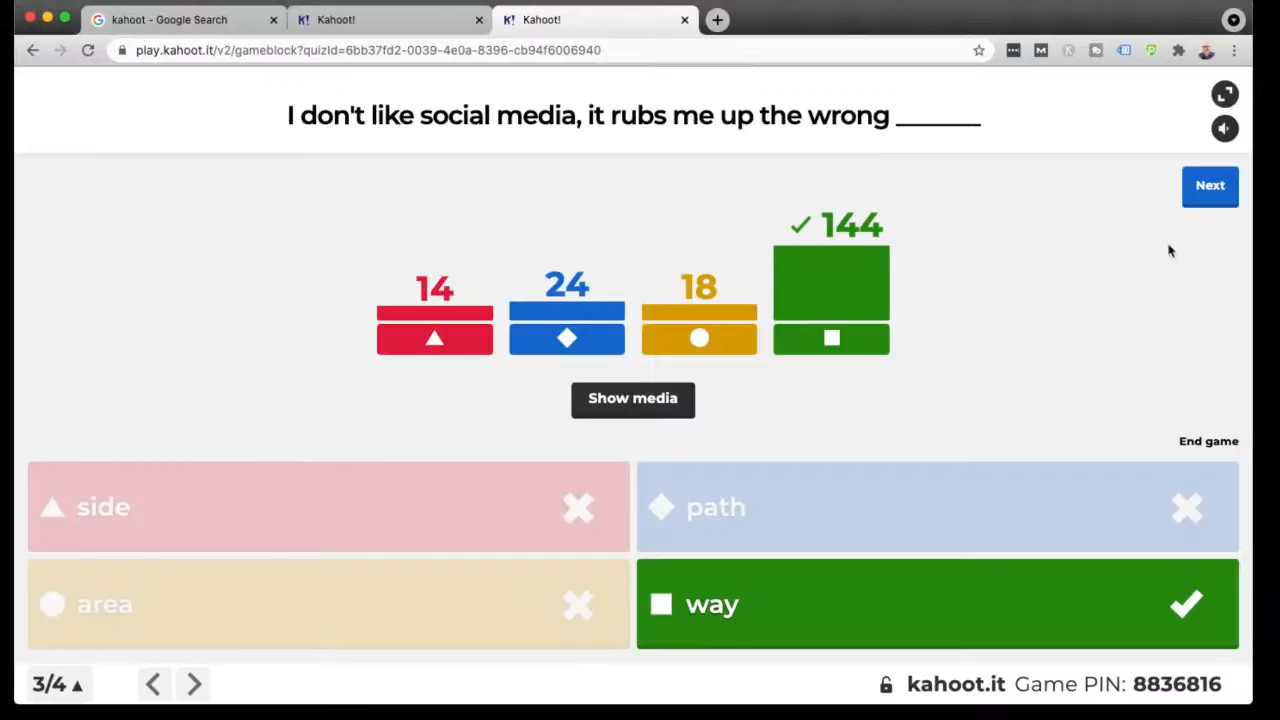 kahoot - Google Search
K! Kahoot!
K! Kahoot!
play.kahoot.it/v2/gameblock?quizId=6bb37fd2-0039-4e0a-8396-cb94f6006940
I don't like social media, it rubs me up the wrong _______
Next
144
14
24
18
Show media
End game
side
path
area
way
3/4
kahoot.it Game PIN: 8836816